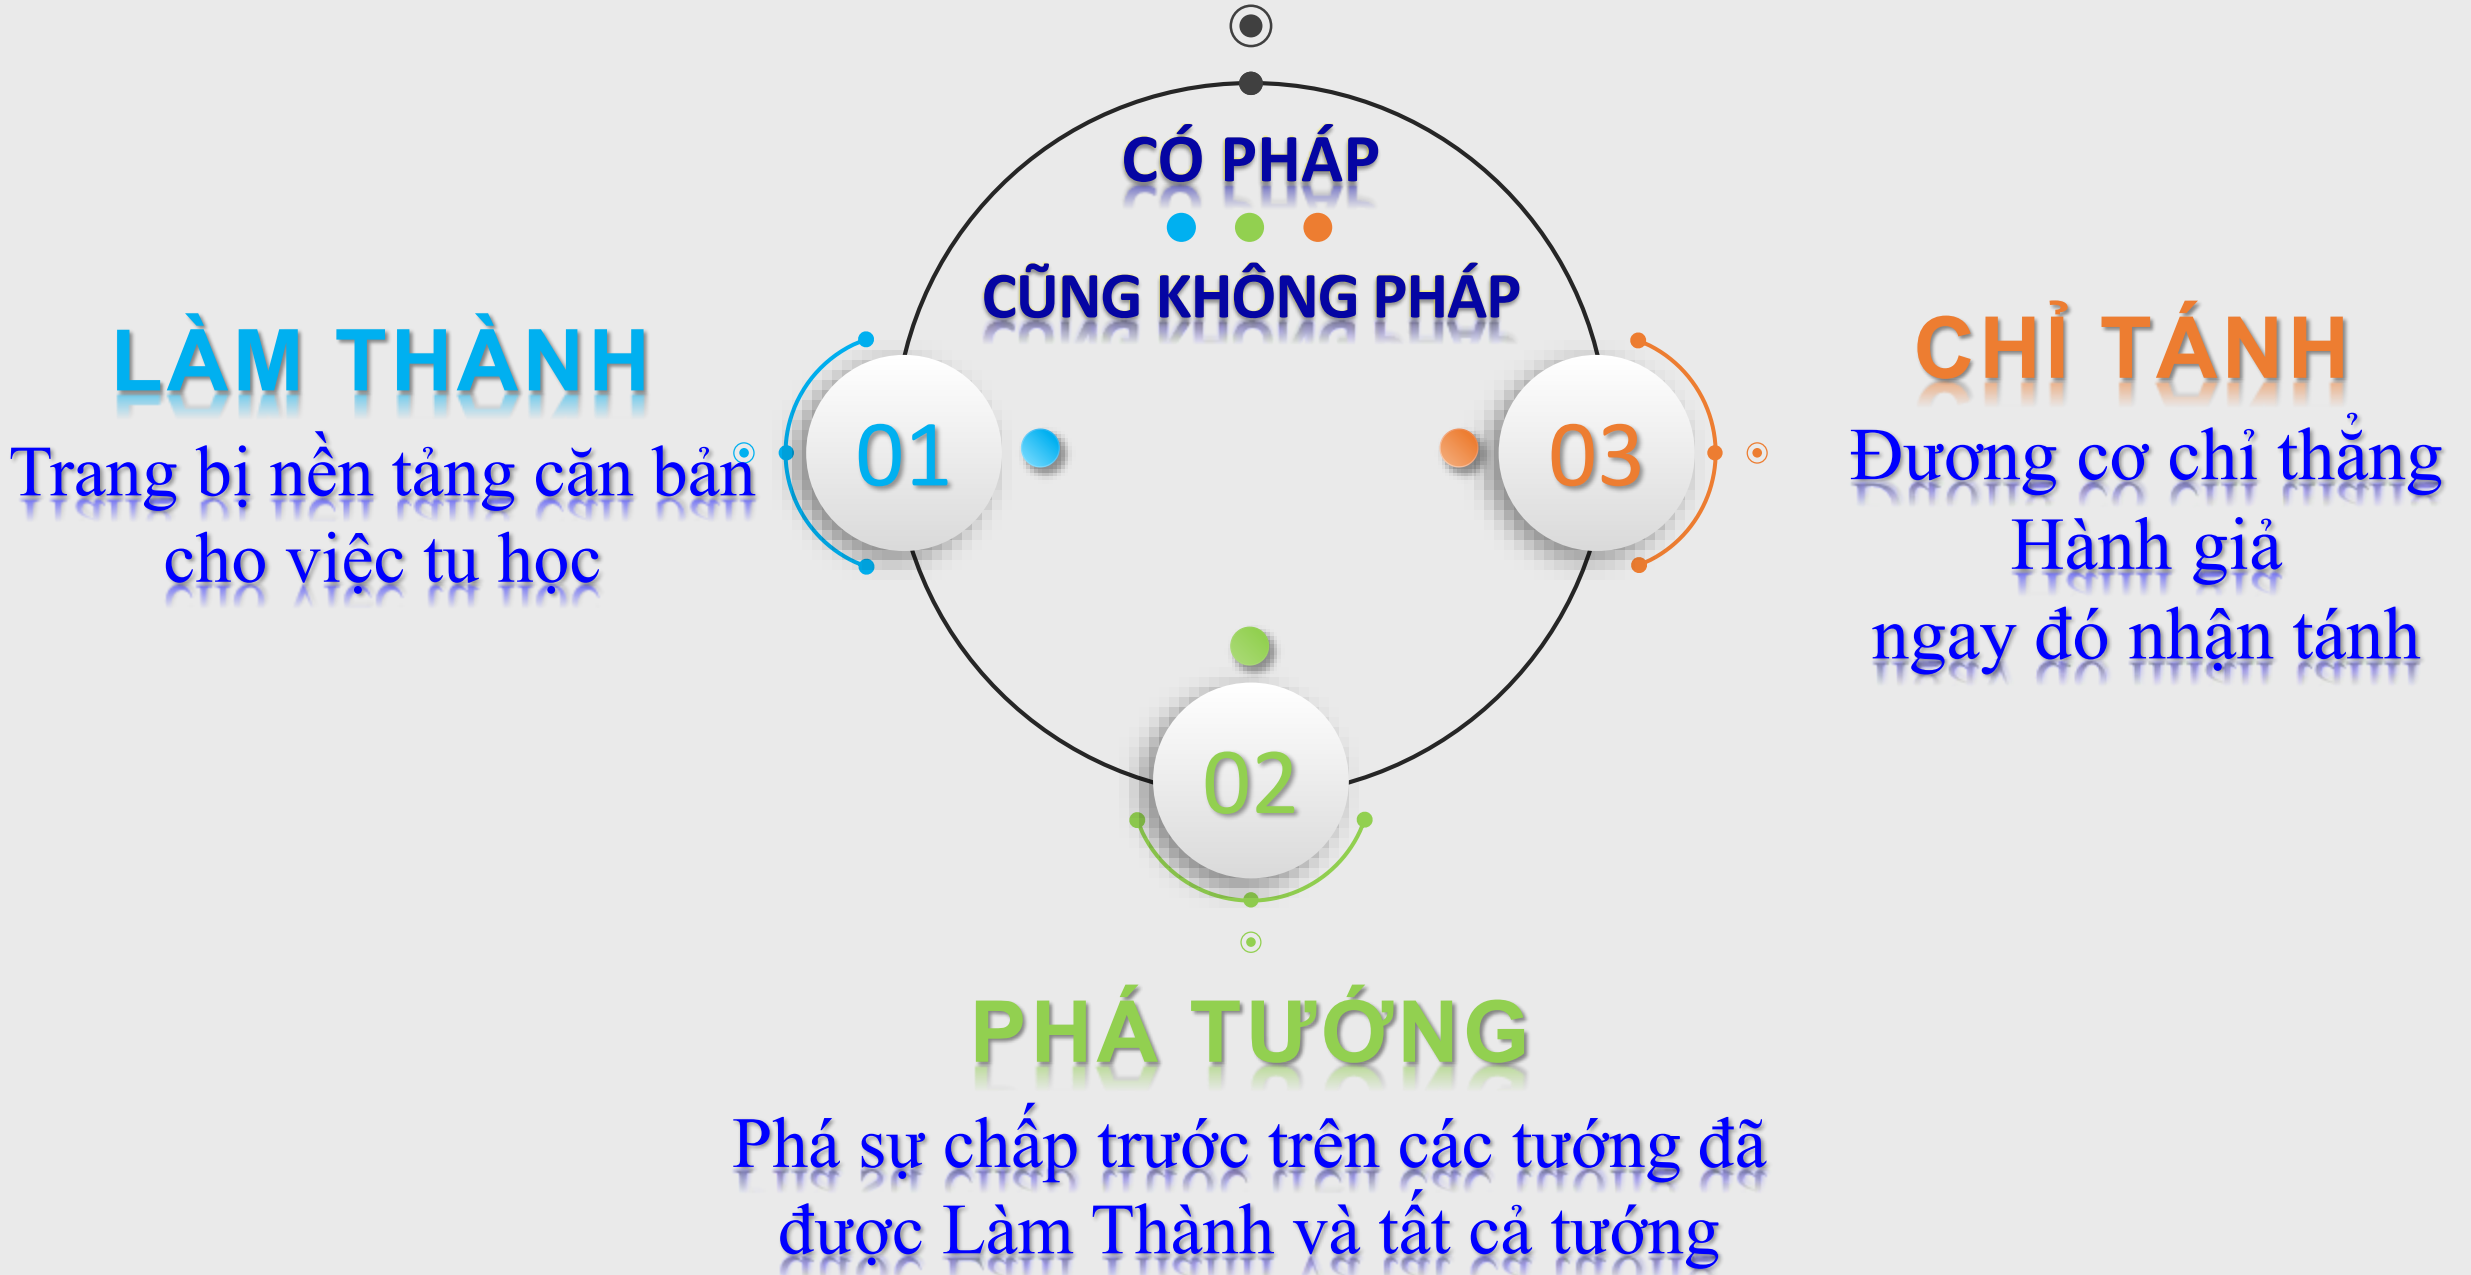 CÓ PHÁP
CŨNG KHÔNG PHÁP
LÀM THÀNH
Trang bị nền tảng căn bản
cho việc tu học
01
02
PHÁ TƯỚNG
Phá sự chấp trước trên các tướng đã
được Làm Thành và tất cả tướng
03
CHỈ TÁNH
Đương cơ chỉ thẳng
Hành giả
ngay đó nhận tánh